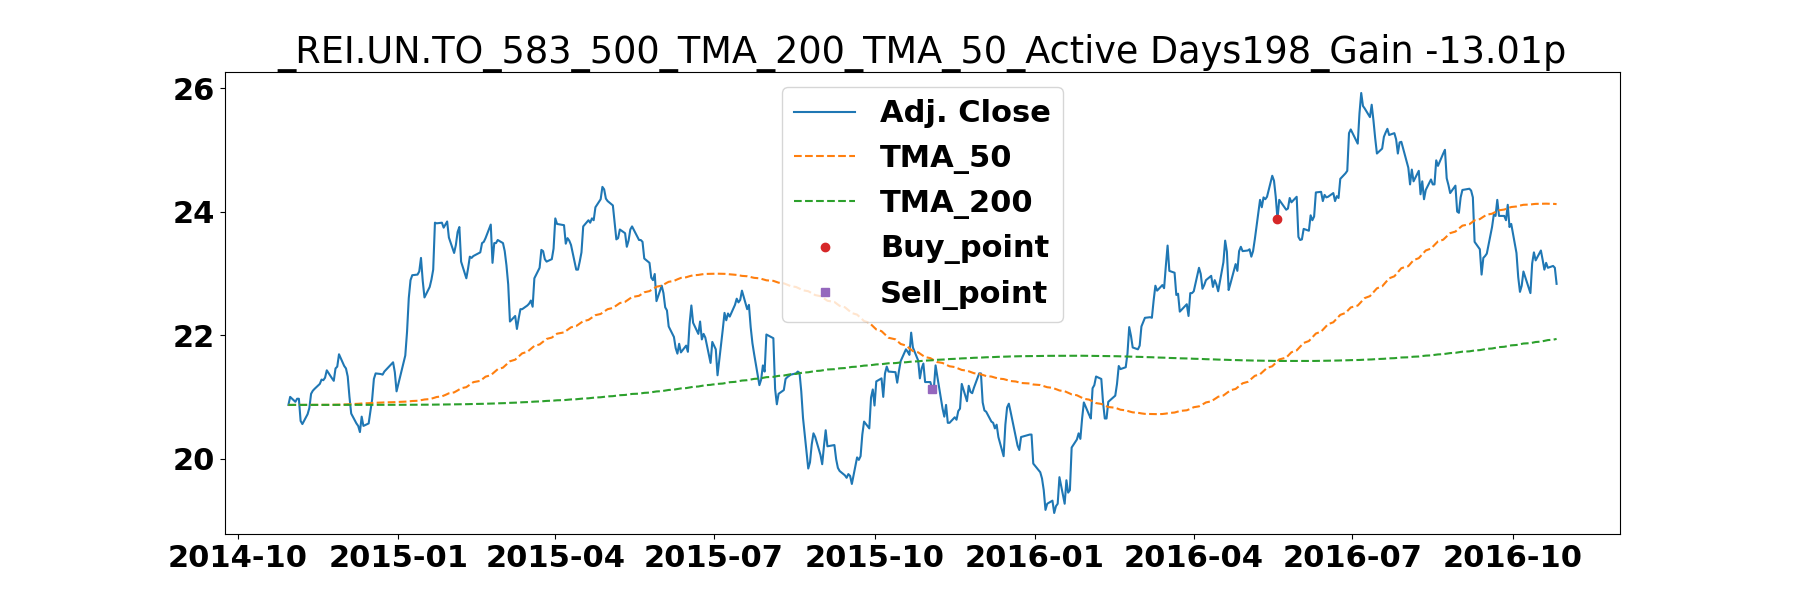 _REI.UN.TO_583_500_TMA_200_TMA_50_Active Days198_Gain -13.01p
26
24
22
20
Adj. Close
TMA_50
TMA_200
Buy_point
Sell_point
2014-10 2015-01 2015-04 2015-07 2015-10 2016-01 2016-04 2016-07 2016-10